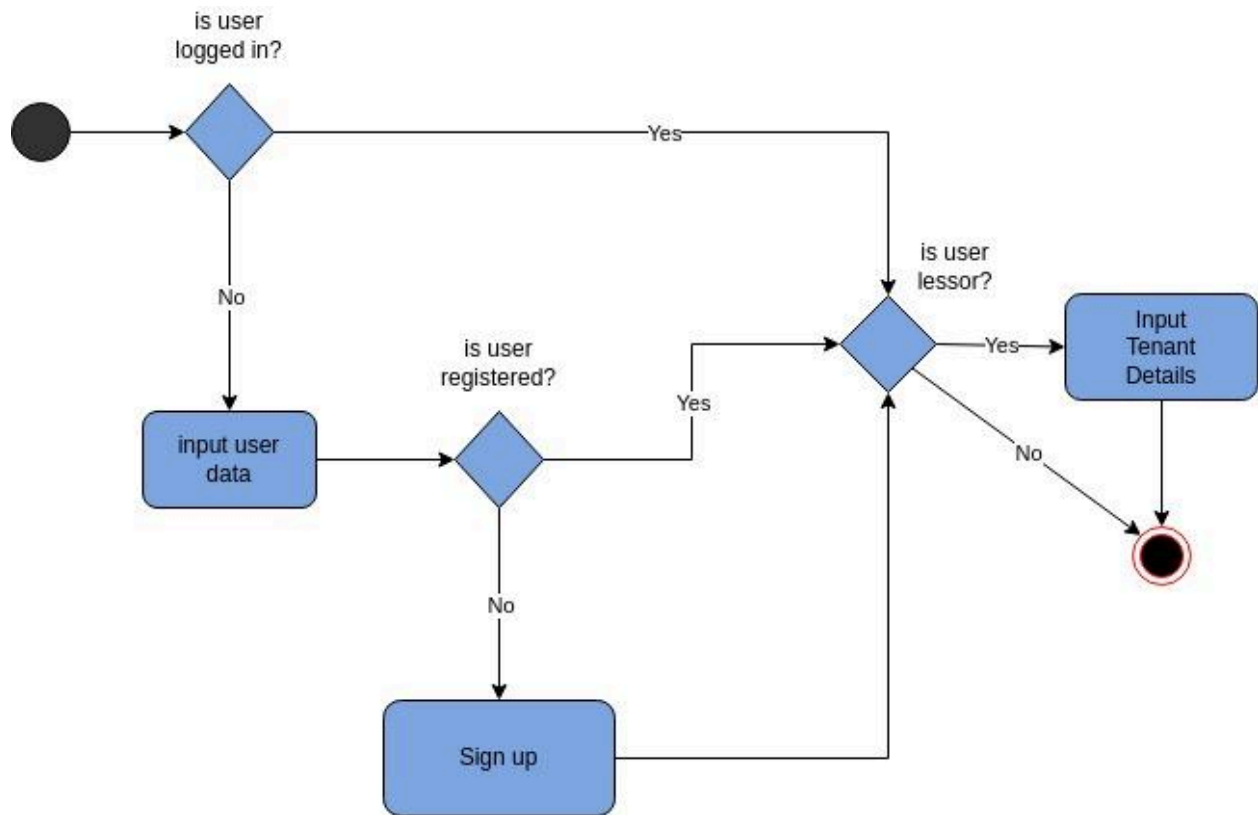 is user
logged in?
Yes
No
is user
lessor?
Yes
Input
Tenant
Details
is user
registered?
Yes
input user
data
No
No
Sign up